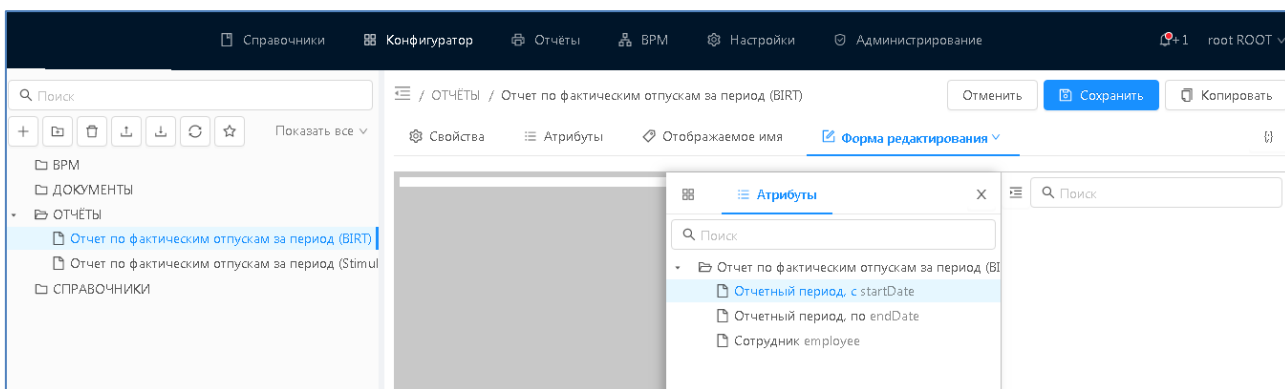 Справочники Конфигуратор Отчёты BPM Настройки Администрирование +1 root ROOT
Поиск
Показать все
BPM
ДОКУМЕНТЫ
ОТЧЁТЫ
Отчет по фактическим отпускам за период (BIRT)
Отчет по фактическим отпускам за период (Stimul
СПРАВОЧНИКИ
/ ОТЧЁТЫ / Отчет по фактическим отпускам за период (BIRT)
Отменить Сохранить Копировать
Свойства Атрибуты Отображаемое имя Форма редактирования {;}
Атрибуты X
Поиск
Отчет по фактическим отпускам за период (BI
Отчетный период, с startDate
Отчетный период, по endDate
Сотрудник employee
Поиск